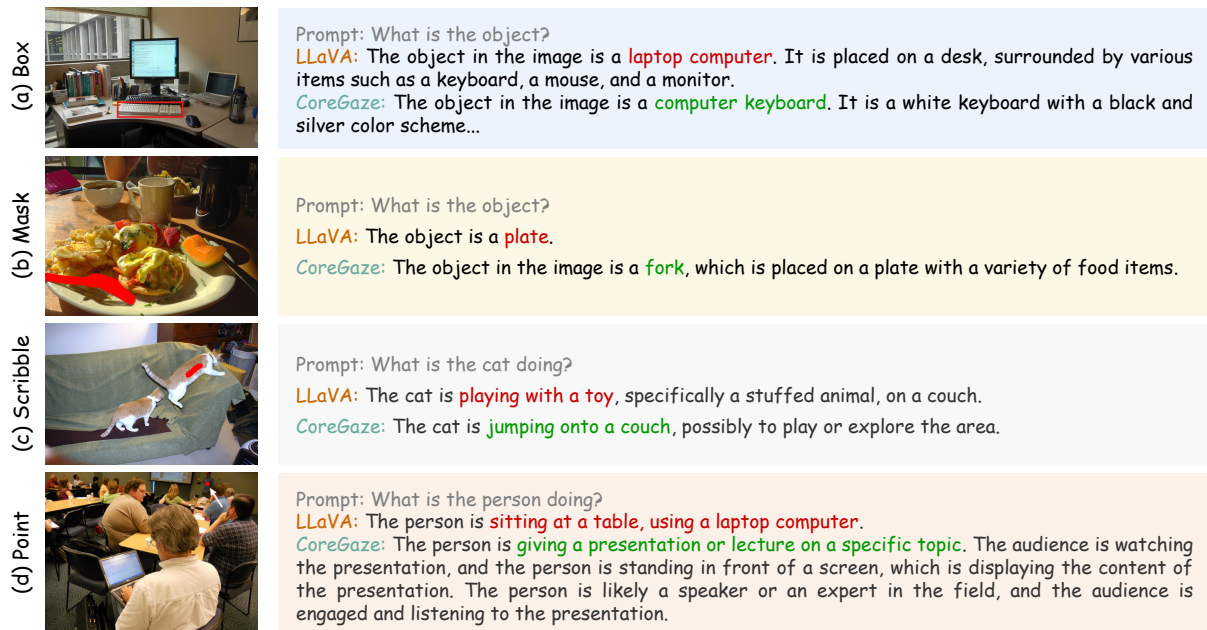 (a) Box
Prompt: What is the object?
LLaVA: The object in the image is a laptop computer. It is placed on a desk, surrounded by various
items such as a keyboard, a mouse, and a monitor.
CoreGaze: The object in the image is a computer keyboard. It is a white keyboard with a black and
silver color scheme...
(b) Mask
Prompt: What is the object?
LLaVA: The object is a plate.
CoreGaze: The object in the image is a fork, which is placed on a plate with a variety of food items.
(c) Scribble
Prompt: What is the cat doing?
LLaVA: The cat is playing with a toy, specifically a stuffed animal, on a couch.
CoreGaze: The cat is jumping onto a couch, possibly to play or explore the area.
(d) Point
Prompt: What is the person doing?
LLaVA: The person is sitting at a table, using a laptop computer.
CoreGaze: The person is giving a presentation or lecture on a specific topic. The audience is watching
the presentation, and the person is standing in front of a screen, which is displaying the content of
the presentation. The person is likely a speaker or an expert in the field, and the audience is
engaged and listening to the presentation.